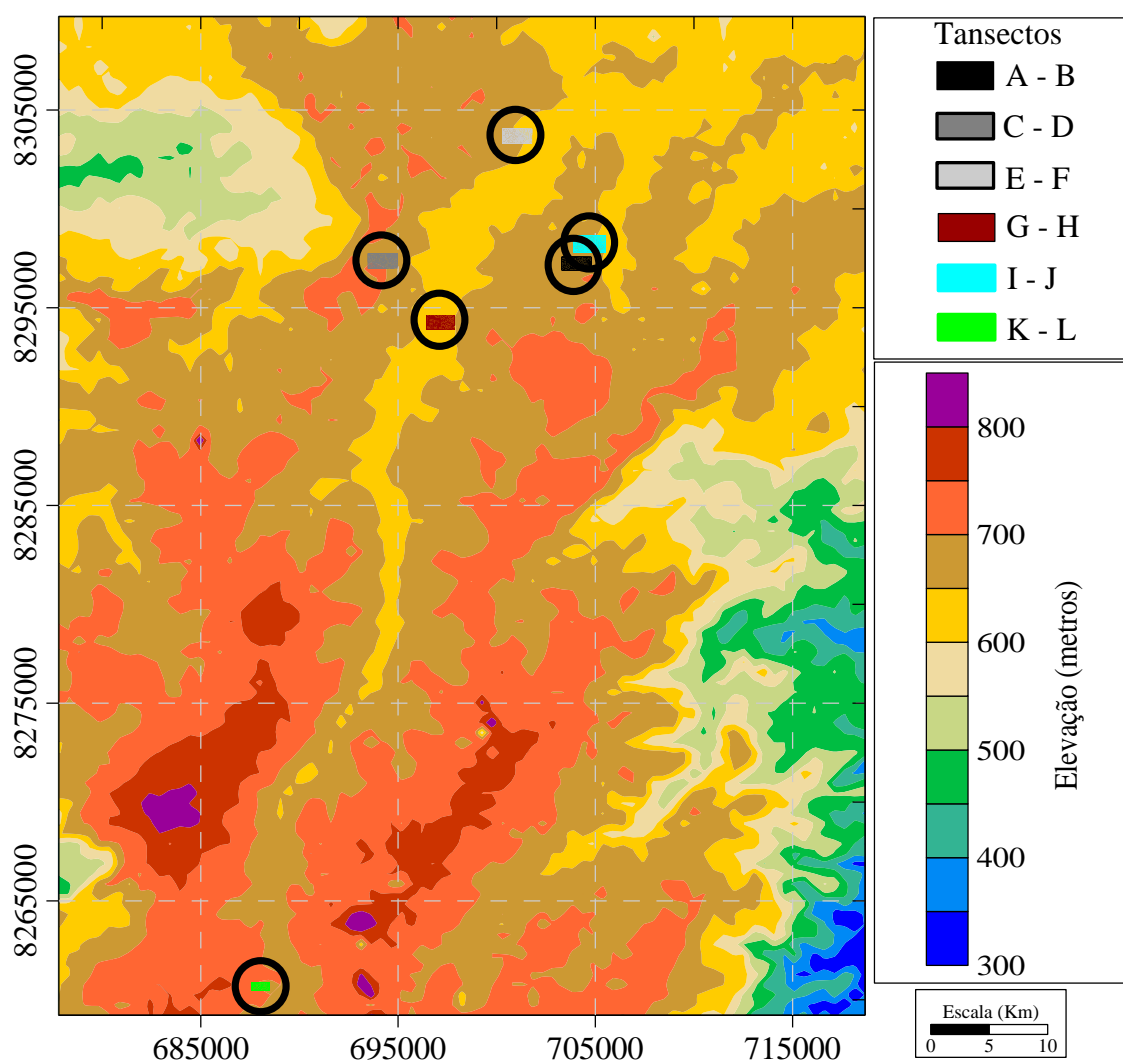 Tansectos
A - B
C - D
E - F
G - H
I - J
K - L
8305000
8295000
8285000
8275000
8265000
685000
695000
705000
715000
800
700
600
500
400
300
Elevação (metros)
Escala (Km)
0 5 10